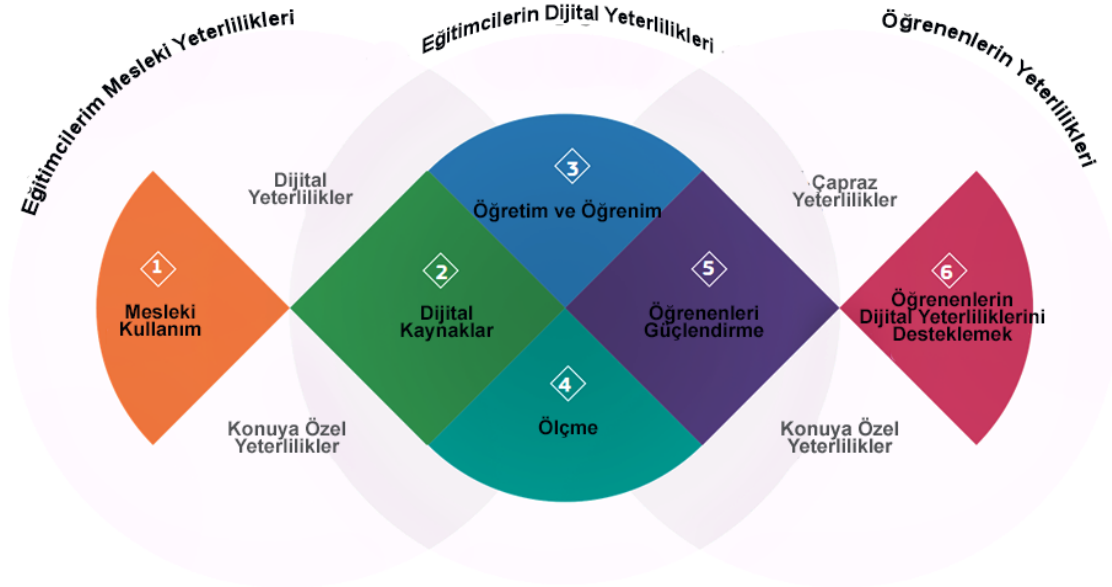 Eğitimcilerim Mesleki Yeterlilikleri
Eğitimcilerin Dijital Yeterlilikleri
Öğrenenlerin Yeterlilikleri
Dijital
Yeterlilikler
Çapraz
Yeterlilikler
1
Mesleki
Kullanım
2
Dijital
Kaynaklar
3
Öğretim ve Öğrenim
4
Ölçme
5
Öğrenenleri
Güçlendirme
6
Öğrenenlerin
Dijital Yeterliliklerini
Desteklemek
Konuya Özel
Yeterlilikler
Konuya Özel
Yeterlilikler